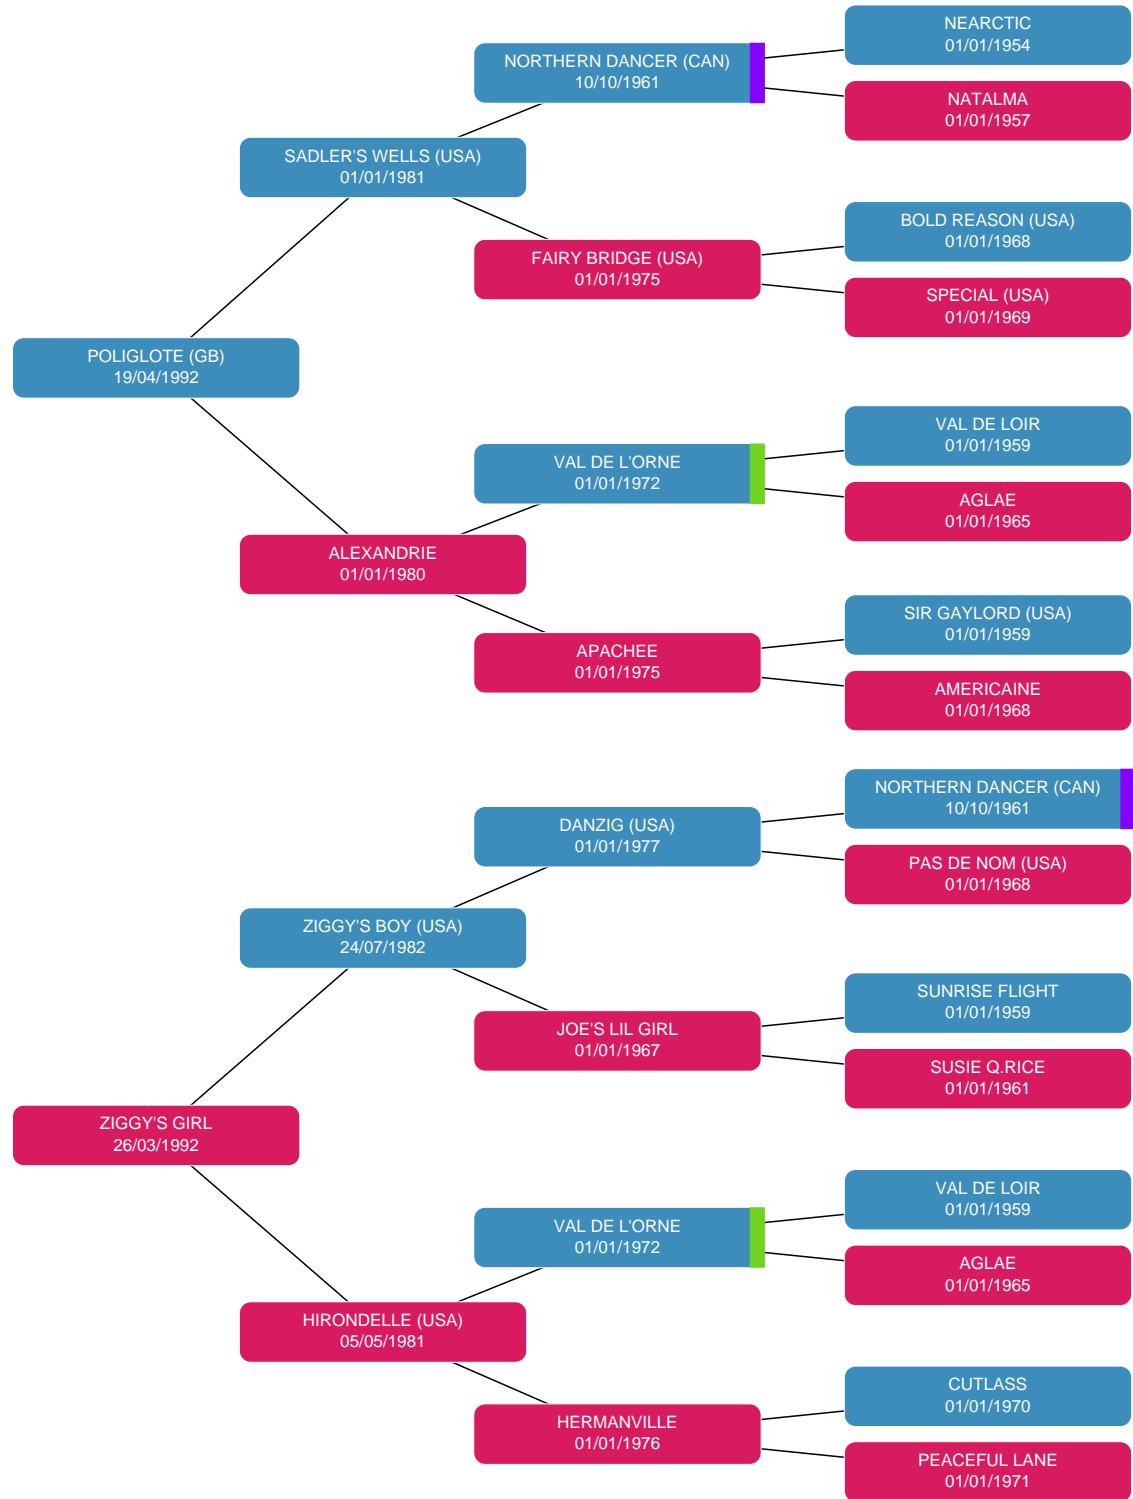 NEARCTIC
01/01/1954
NORTHERN DANCER (CAN)
10/10/1961
NATALMA
01/01/1957
SADLER'S WELLS (USA)
01/01/1981
BOLD REASON (USA)
01/01/1968
FAIRY BRIDGE (USA)
01/01/1975
SPECIAL (USA)
01/01/1969
POLIGLOTE (GB)
19/04/1992
VAL DE LOIR
01/01/1959
VAL DE L'ORNE
01/01/1972
AGLAE
01/01/1965
ALEXANDRIE
01/01/1980
SIR GAYLORD (USA)
01/01/1959
APACHEE
01/01/1975
AMERICAINE
01/01/1968
NORTHERN DANCER (CAN)
10/10/1961
DANZIG (USA)
01/01/1977
PAS DE NOM (USA)
01/01/1968
ZIGGY'S BOY (USA)
24/07/1982
SUNRISE FLIGHT
01/01/1959
JOE'S LIL GIRL
01/01/1967
SUSIE Q.RICE
01/01/1961
ZIGGY'S GIRL
26/03/1992
VAL DE LOIR
01/01/1959
VAL DE L'ORNE
01/01/1972
AGLAE
01/01/1965
HIRONDELLE (USA)
05/05/1981
CUTLASS
01/01/1970
HERMANVILLE
01/01/1976
PEACEFUL LANE
01/01/1971